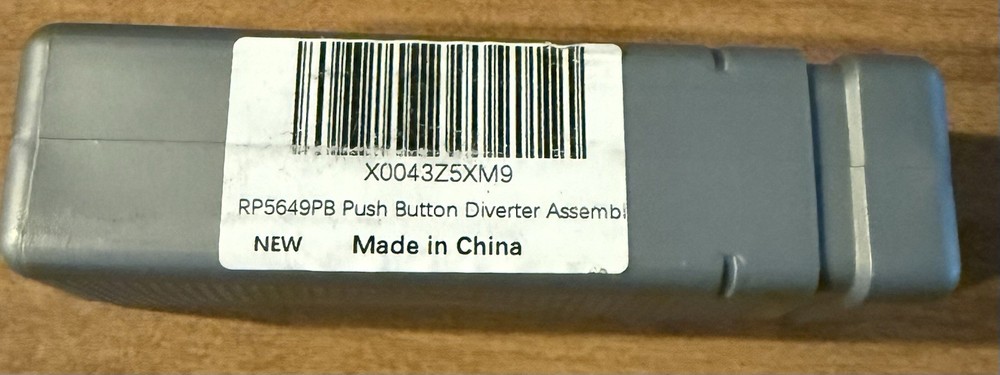 X0043Z5XM9
RP5649PB Push Button Diverter Assembl
NEW Made in China